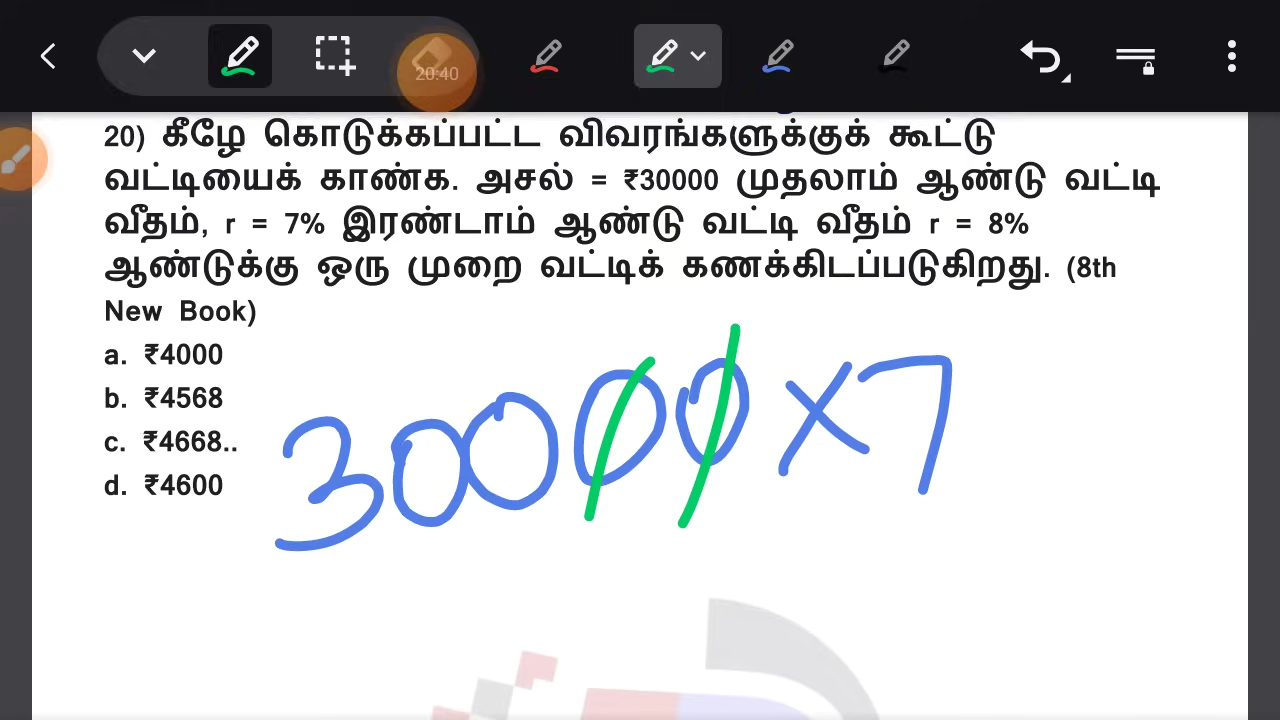 20:40
20) கீழே கொடுக்கப்பட்ட விவரங்களுக்குக் கூட்டு
வட்டியைக் காண்க. அசல் = ₹30000 முதலாம் ஆண்டு வட்டி
வீதம், r = 7% இரண்டாம் ஆண்டு வட்டி வீதம் r = 8%
ஆண்டுக்கு ஒரு முறை வட்டிக் கணக்கிடப்படுகிறது. (8th
New Book)
a. ₹4000
b. ₹4568
c. ₹4668..
d. ₹4600
30000 x 7